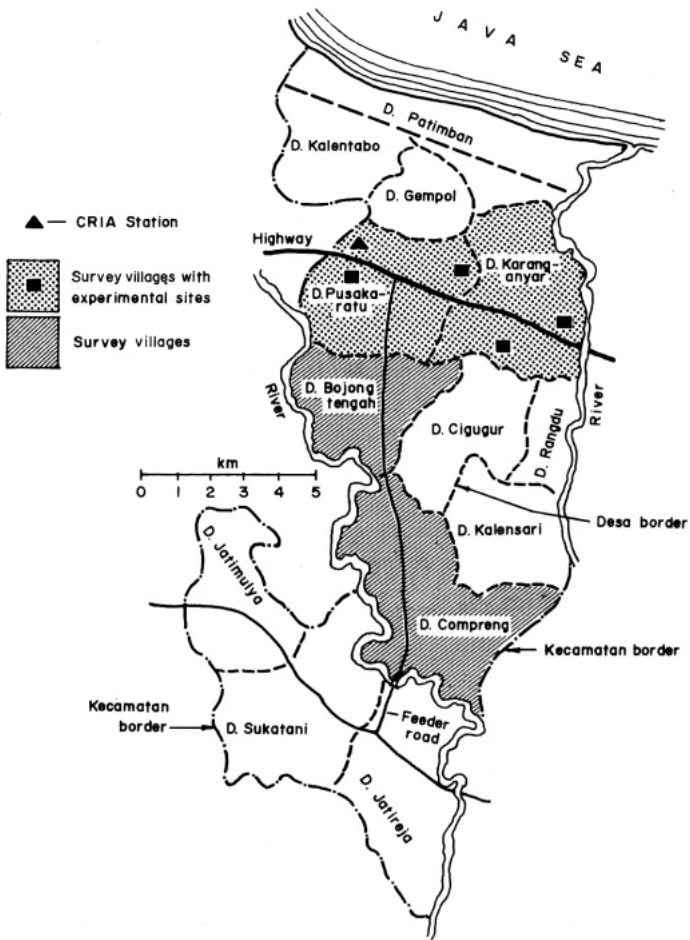 JAVA SEA
D. Patimban
D. Kalentabo
D. Gempol
CRIA Station
Highway
D. Karang-
anyar
Survey villages with
experimental sites
D. Pusaka-
ratu
Survey villages
D. Bojong
tengah
River
D. Cigugur
D. Rangdu
River
km
0 1 2 3 4 5
Desa border
D. Kalensari
D. Jatimulya
D. Compreng
Kecamatan border
Kecamatan
border
D. Sukatani
Feeder
road
D. Jatireja